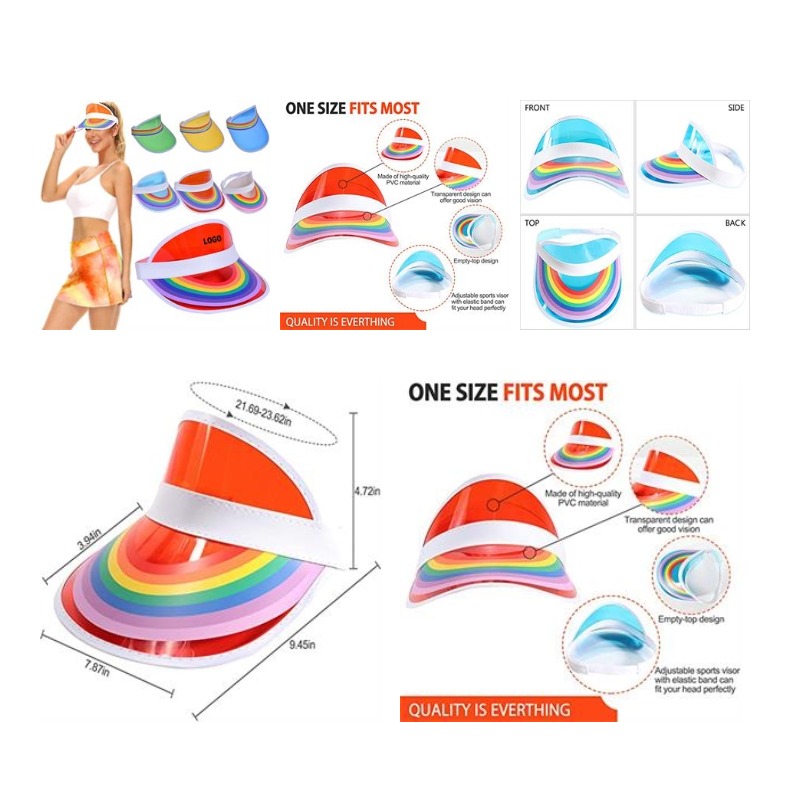 LOGO
ONE SIZE FITS MOST
Made of high-quality
PVC material
Transparent design can
offer good vision
Empty-top design
Adjustable sports visor
with elastic band can
fit your head perfectly
QUALITY IS EVERTHING
FRONT
SIDE
TOP
BACK
21.69-23.62in
4.72in
3.94in
7.87in
9.45in
ONE SIZE FITS MOST
Made of high-quality
PVC material
Transparent design can
offer good vision
Empty-top design
Adjustable sports visor
with elastic band can
fit your head perfectly
QUALITY IS EVERTHING